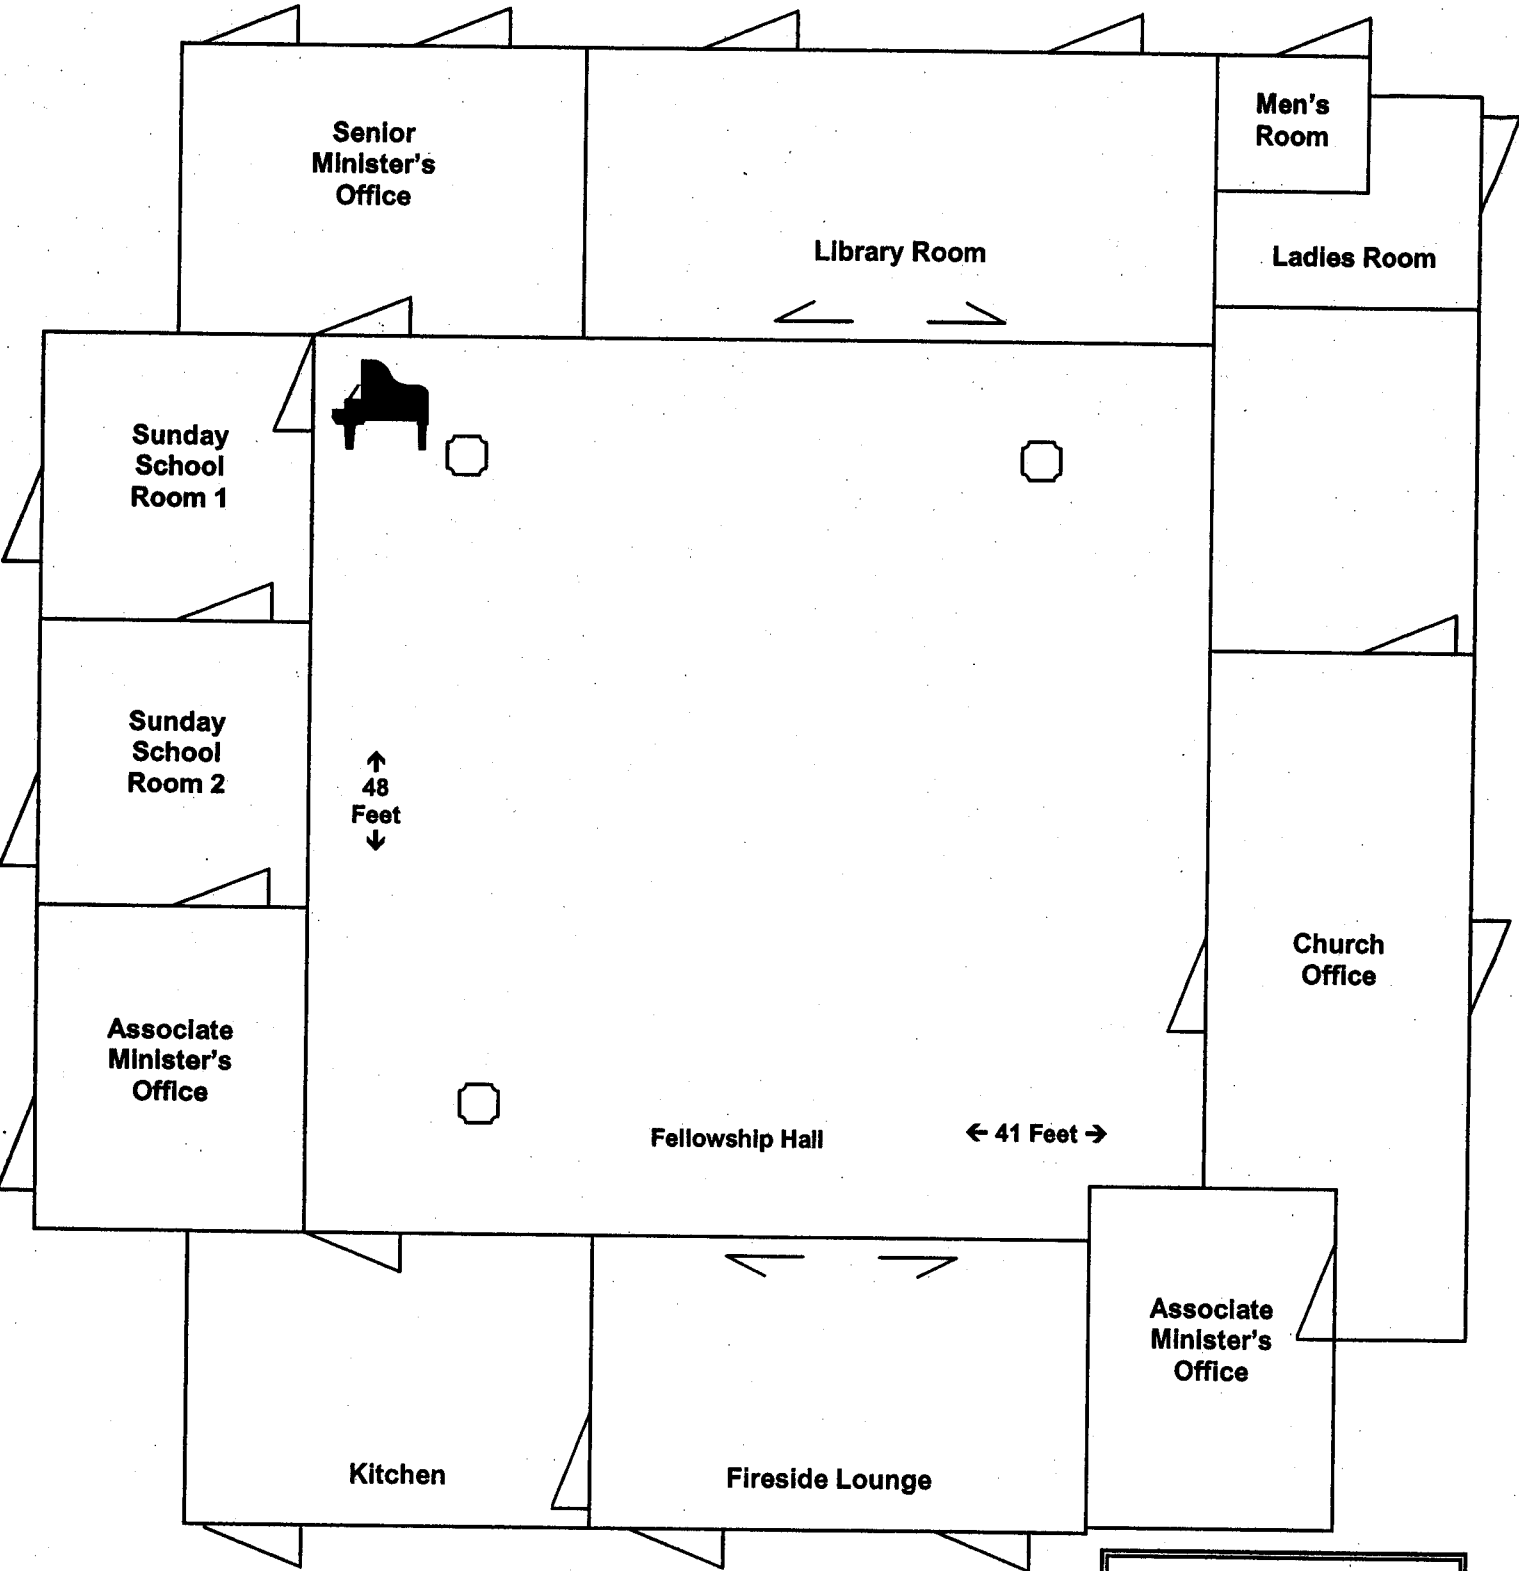 Senior
Minister's
Office
Library Room
Men's
Room
Ladies Room
Sunday
School
Room 1
Sunday
School
Room 2
↑
48
Feet
↓
Church
Office
Associate
Minister's
Office
Fellowship Hall
← 41 Feet →
Associate
Minister's
Office
Kitchen
Fireside Lounge